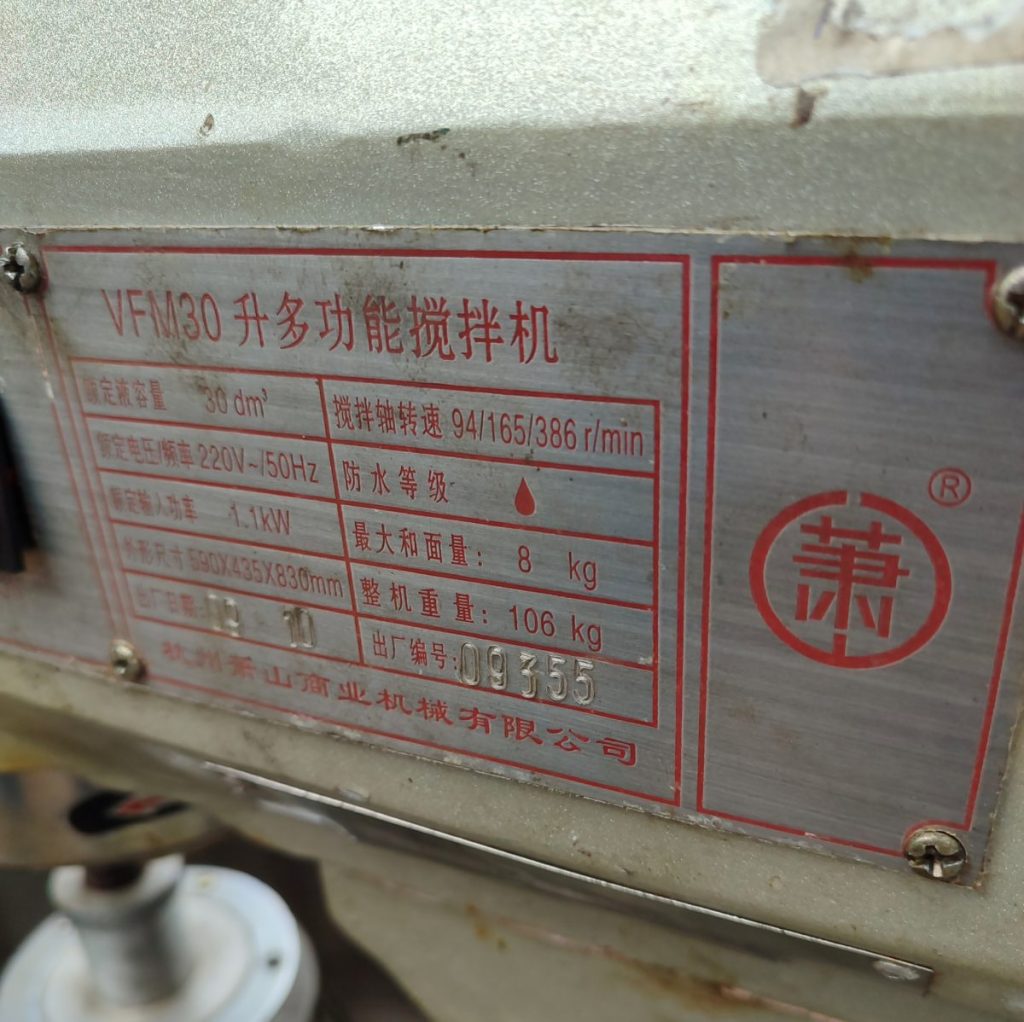 VFM30 升多功能搅拌机
额定液容量 30 dm³
搅拌轴转速 94/165/386 r/min
额定电压/频率 220V~/50Hz
防水等级
额定输入功率 1.1kW
最大和面量: 8 kg
外形尺寸 590X435X830mm
整机重量: 106 kg
出厂日期: 09 10
出厂编号: 09355
杭州萧山商业机械有限公司
萧
®